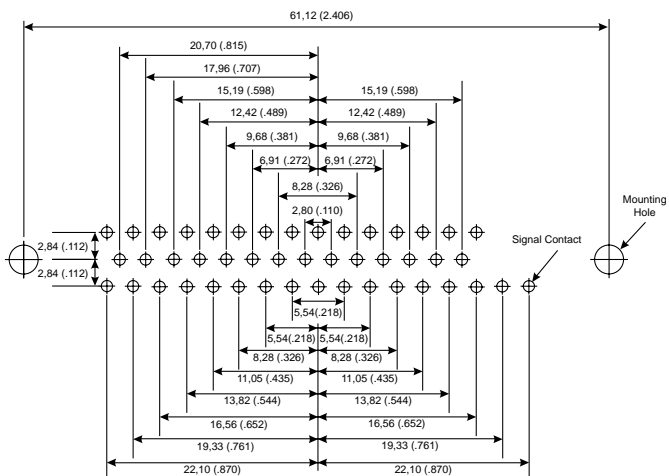 61,12 (2.406)
20,70 (.815)
17,96 (.707)
15,19 (.598) 15,19 (.598)
12,42 (.489) 12,42 (.489)
9,68 (.381) 9,68 (.381)
6,91 (.272) 6,91 (.272)
8,28 (.326)
2,80 (.110)
Mounting
Hole
Signal Contact
2,84 (.112)
2,84 (.112)
5,54(.218)
5,54(.218) 5,54(.218)
8,28 (.326) 8,28 (.326)
11,05 (.435) 11,05 (.435)
13,82 (.544) 13,82 (.544)
16,56 (.652) 16,56 (.652)
19,33 (.761) 19,33 (.761)
22,10 (.870) 22,10 (.870)